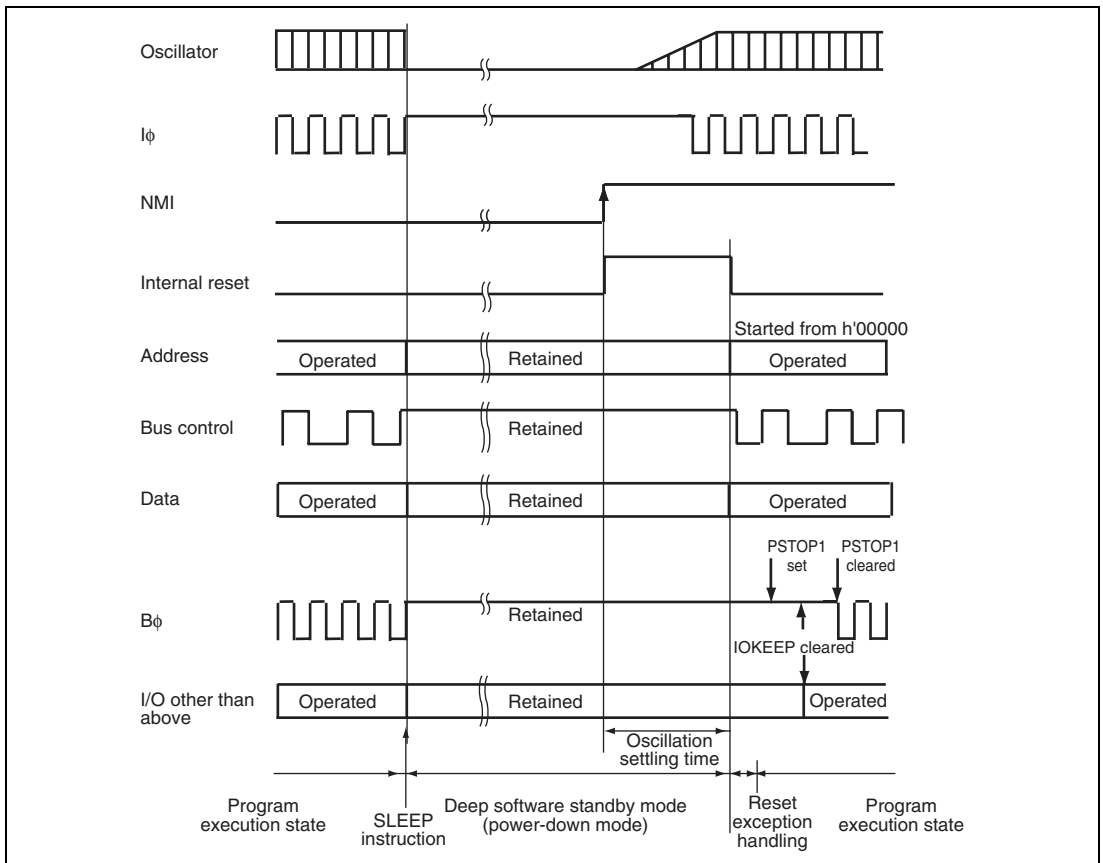 Oscillator
Iϕ
NMI
Internal reset
Started from h'00000
Address
Operated
Retained
Operated
Bus control
Retained
Data
Operated
Retained
Operated
PSTOP1
set
PSTOP1
cleared
Bϕ
Retained
IOKEEP cleared
I/O other than
above
Operated
Retained
Operated
Oscillation
settling time
Program
execution state
SLEEP
instruction
Deep software standby mode
(power-down mode)
Reset
exception
handling
Program
execution state